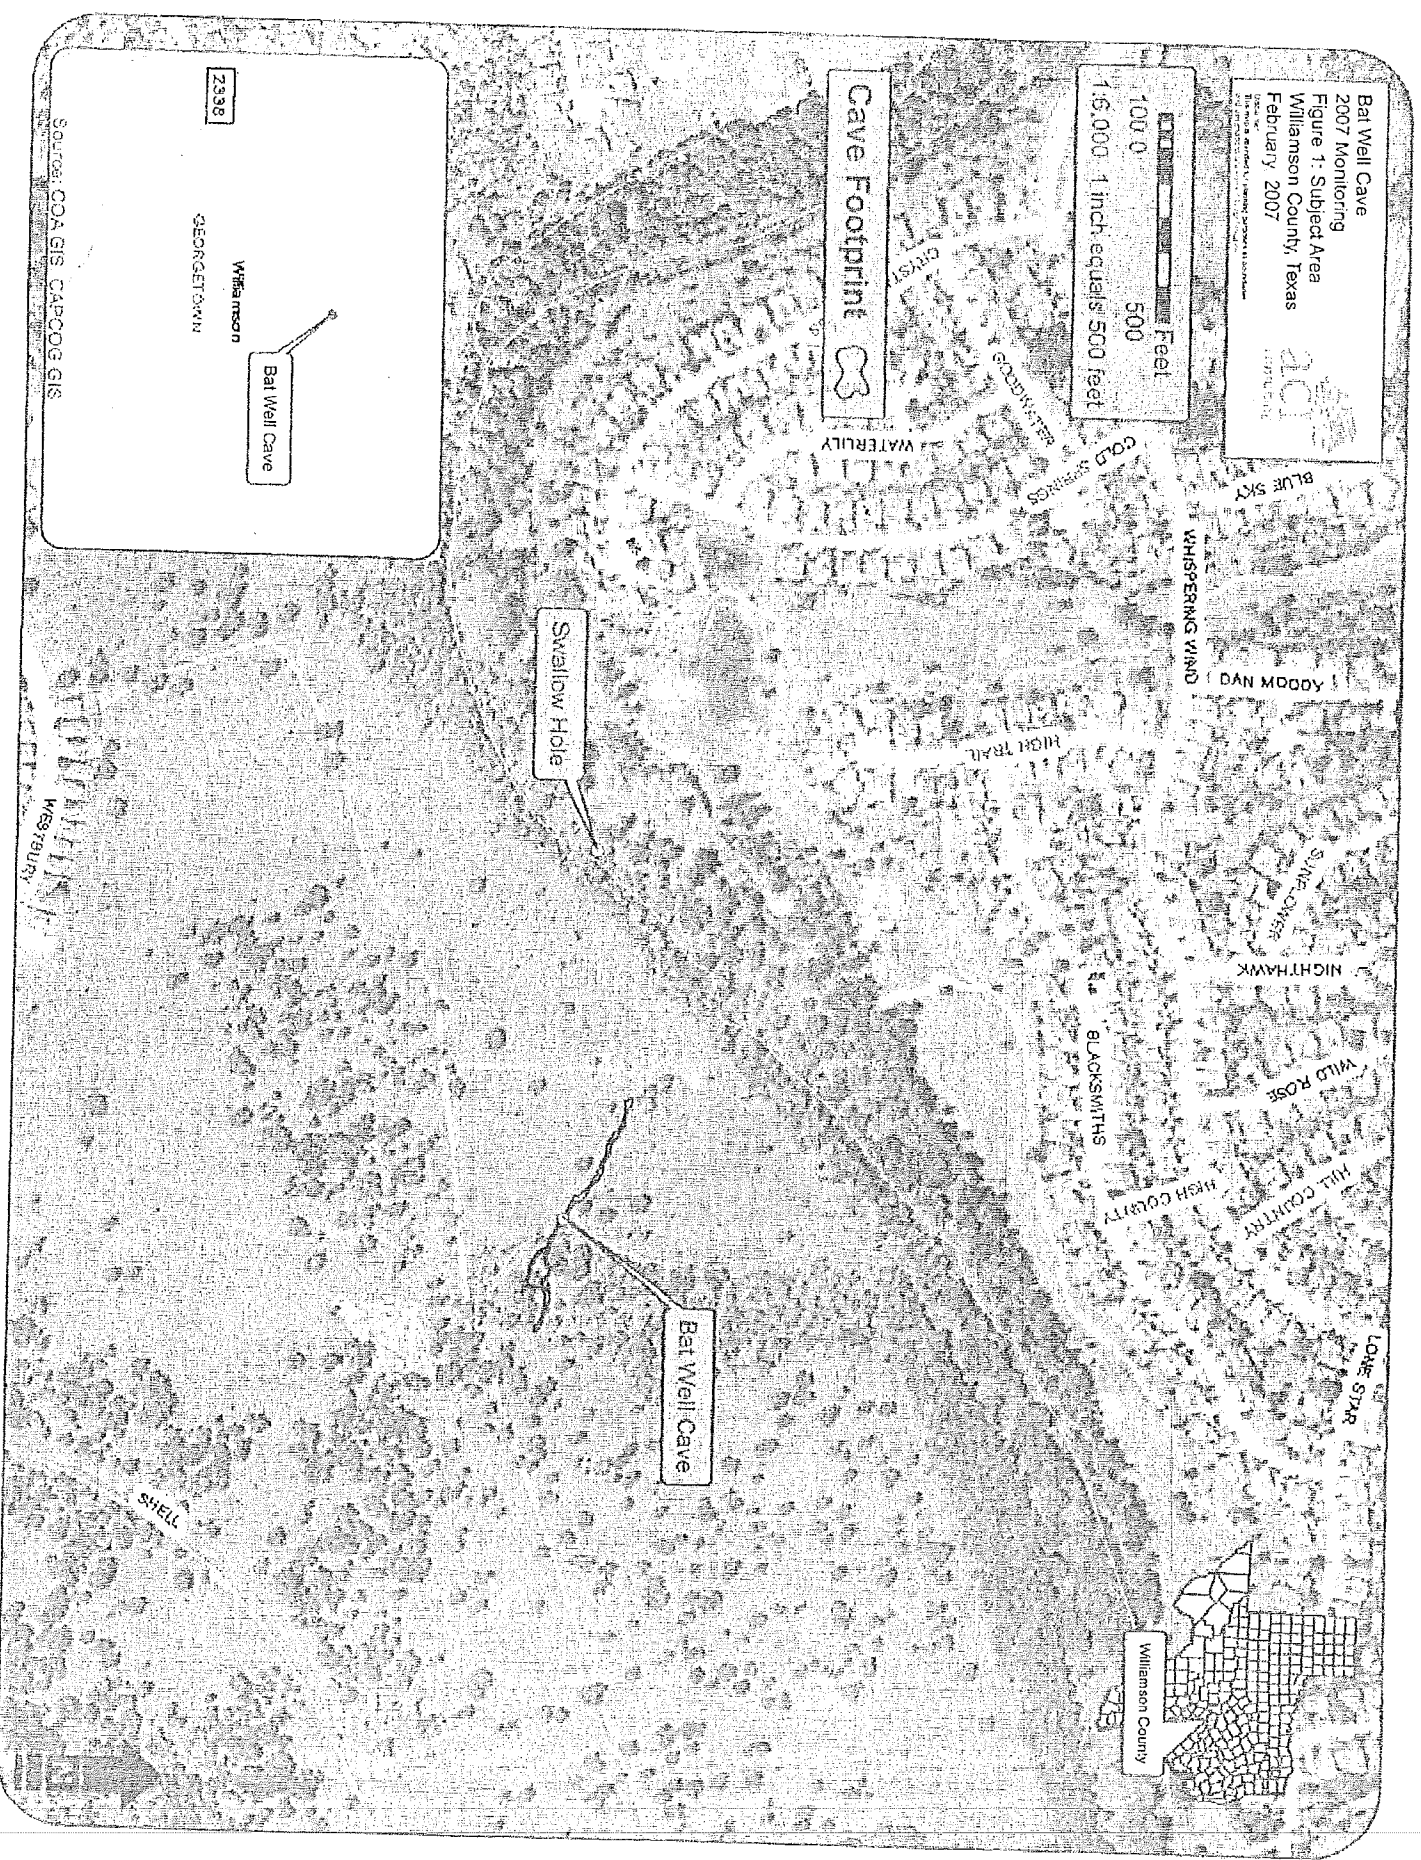 Bat Well Cave
2007 Monitoring
Figure 1: Subject Area
Williamson County, Texas
February, 2007
100 0 500
Feet
1:6,000 1 inch equals 500 feet
Cave Footprint
BLUE SKY
WHISPERING WIND
DAN MOODY
GOODWATER
COLD SPRINGS
WATERLILY
HIGH TRAIL
SUNFLOWER
NIGHTHAWK
WILD ROSE
BLACKSMITHS
HIGH COUNTY
HILL COUNTRY
LONE STAR
Williamson County
Swallow Hole
Bat Well Cave
WESTBURY
SHELL
2338
GEORGETOWN
Williamson
Bat Well Cave
Source: COA GIS, CAPCOG GIS